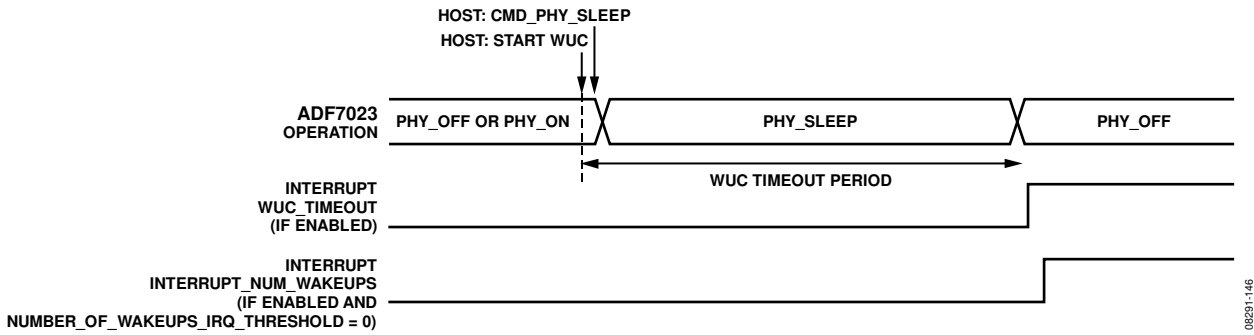 HOST: CMD_PHY_SLEEP
HOST: START WUC
ADF7023
OPERATION
PHY_OFF OR PHY_ON
PHY_SLEEP
PHY_OFF
WUC TIMEOUT PERIOD
INTERRUPT
WUC_TIMEOUT
(IF ENABLED)
INTERRUPT
INTERRUPT_NUM_WAKEUPS
(IF ENABLED AND
NUMBER_OF_WAKEUPS_IRQ_THRESHOLD = 0)
08291-146